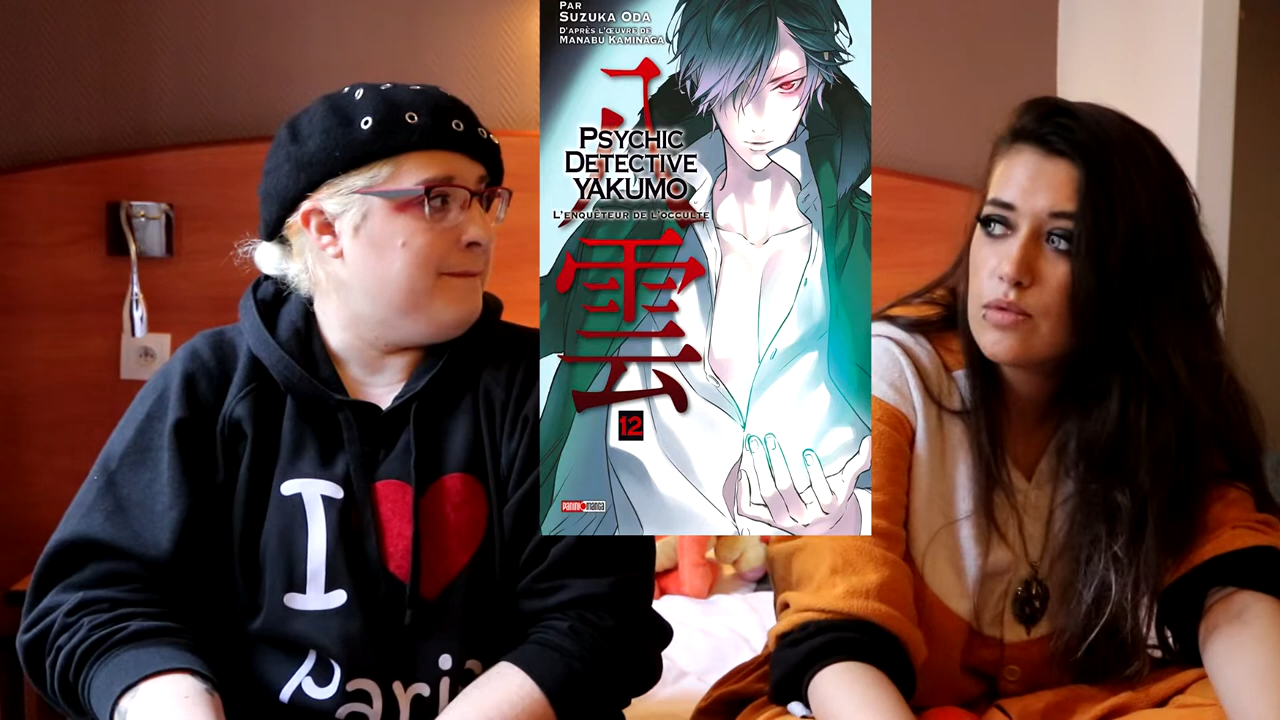 PAR
SUZUKA ODA
D'APRÈS L'ŒUVRE DE
MANABU KAMINAGA
八雲
PSYCHIC
DETECTIVE
YAKUMO
L'ENQUÊTEUR DE L'OCCULTE
12
PANINI MANGA
I
Paris